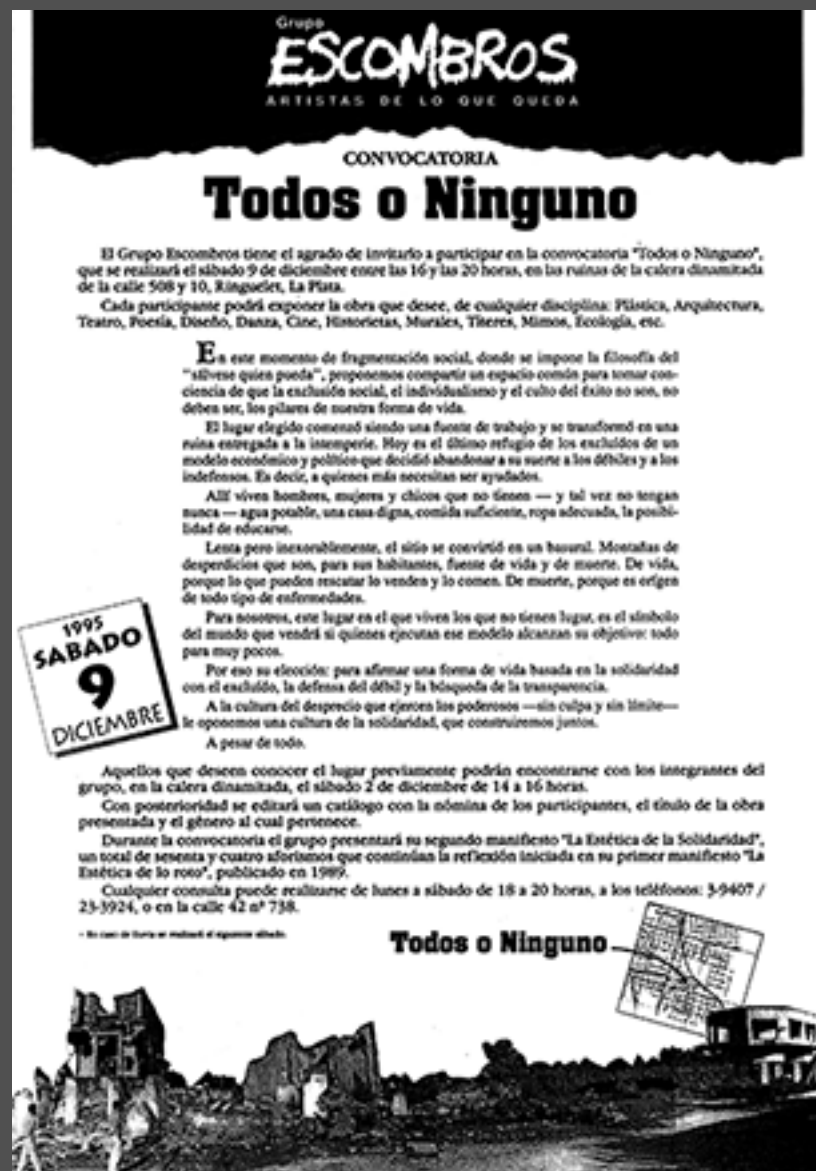 Grupo
ESCOMBROS
ARTISTAS DE LO QUE QUEDA
CONVOCATORIA
Todos o Ninguno
El Grupo Escombros tiene el agrado de invitarlo a participar en la convocatoria "Todos o Ninguno",
que se realizará el sábado 9 de diciembre entre las 16 y las 20 horas, en las ruinas de la calera dinamitada
de la calle 508 y 10, Ringuelet, La Plata.
Cada participante podrá exponer la obra que desee, de cualquier disciplina: Plástica, Arquitectura,
Teatro, Poesía, Diseño, Danza, Cine, Historietas, Murales, Títeres, Mimos, Ecología, etc.
En este momento de fragmentación social, donde se impone la filosofía del
"sálvese quien pueda", proponemos compartir un espacio común para tomar con-
ciencia de que la exclusión social, el individualismo y el culto del éxito no son, no
deben ser, los pilares de nuestra forma de vida.
El lugar elegido comenzó siendo una fuente de trabajo y se transformó en una
ruina entregada a la intemperie. Hoy es el último refugio de los excluídos de un
modelo económico y político que decidió abandonar a su suerte a los débiles y a los
indefensos. Es decir, a quienes más necesitan ser ayudados.
Allí viven hombres, mujeres y chicos que no tienen — y tal vez no tengan
nunca — agua potable, una casa digna, comida suficiente, ropa adecuada, la posibi-
lidad de educarse.
Lenta pero inexorablemente, el sitio se convirtió en un basural. Montañas de
desperdicios que son, para sus habitantes, fuente de vida y de muerte. De vida,
porque lo que pueden rescatar lo venden y lo comen. De muerte, porque es origen
de todo tipo de enfermedades.
Para nosotros, este lugar en el que viven los que no tienen lugar, es el símbolo
del mundo que vendrá si quienes ejecutan ese modelo alcanzan su objetivo: todo
para muy pocos.
Por eso su elección: para afirmar una forma de vida basada en la solidaridad
con el excluído, la defensa del débil y la búsqueda de la transparencia.
A la cultura del desprecio que ejercen los poderosos —sin culpa y sin límite—
le oponemos una cultura de la solidaridad, que construiremos juntos.
A pesar de todo.
1995
SABADO
9
DICIEMBRE
Aquellos que deseen conocer el lugar previamente podrán encontrarse con los integrantes del
grupo, en la calera dinamitada, el sábado 2 de diciembre de 14 a 16 horas.
Con posterioridad se editará un catálogo con la nómina de los participantes, el título de la obra
presentada y el género al cual pertenece.
Durante la convocatoria el grupo presentará su segundo manifiesto "La Estética de la Solidaridad",
un total de sesenta y cuatro aforismos que continúan la reflexión iniciada en su primer manifiesto "La
Estética de lo roto", publicado en 1989.
Cualquier consulta puede realizarse de lunes a sábado de 18 a 20 horas, a los teléfonos: 3-9407 /
23-3924, o en la calle 42 nº 738.
- En caso de lluvia se realizará el siguiente sábado.
Todos o Ninguno